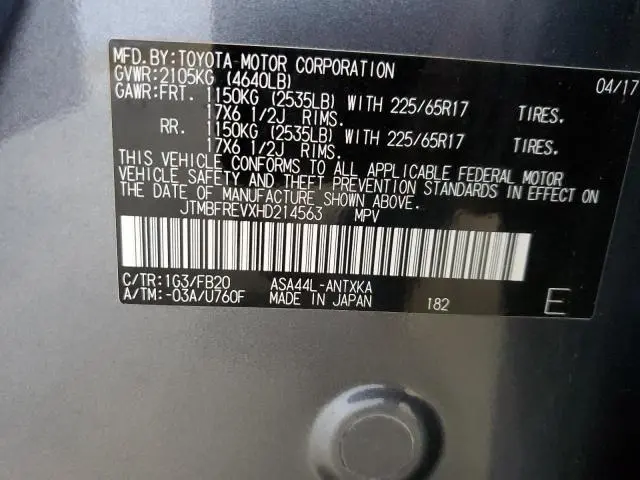 MFD.BY:TOYOTA MOTOR CORPORATION 04/17
GVWR:2105KG (4640LB)
GAWR:FRT. 1150KG (2535LB) WITH 225/65R17 TIRES.
17X6 1/2J RIMS.
RR. 1150KG (2535LB) WITH 225/65R17 TIRES.
17X6 1/2J RIMS.
THIS VEHICLE CONFORMS TO ALL APPLICABLE FEDERAL MOTOR
VEHICLE SAFETY AND THEFT PREVENTION STANDARDS IN EFFECT ON
THE DATE OF MANUFACTURE SHOWN ABOVE.
JTMBFREVXHD214563 MPV
C/TR:1G3/FB20 ASA44L-ANTXKA
A/TM:-03A/U760F MADE IN JAPAN 182 E